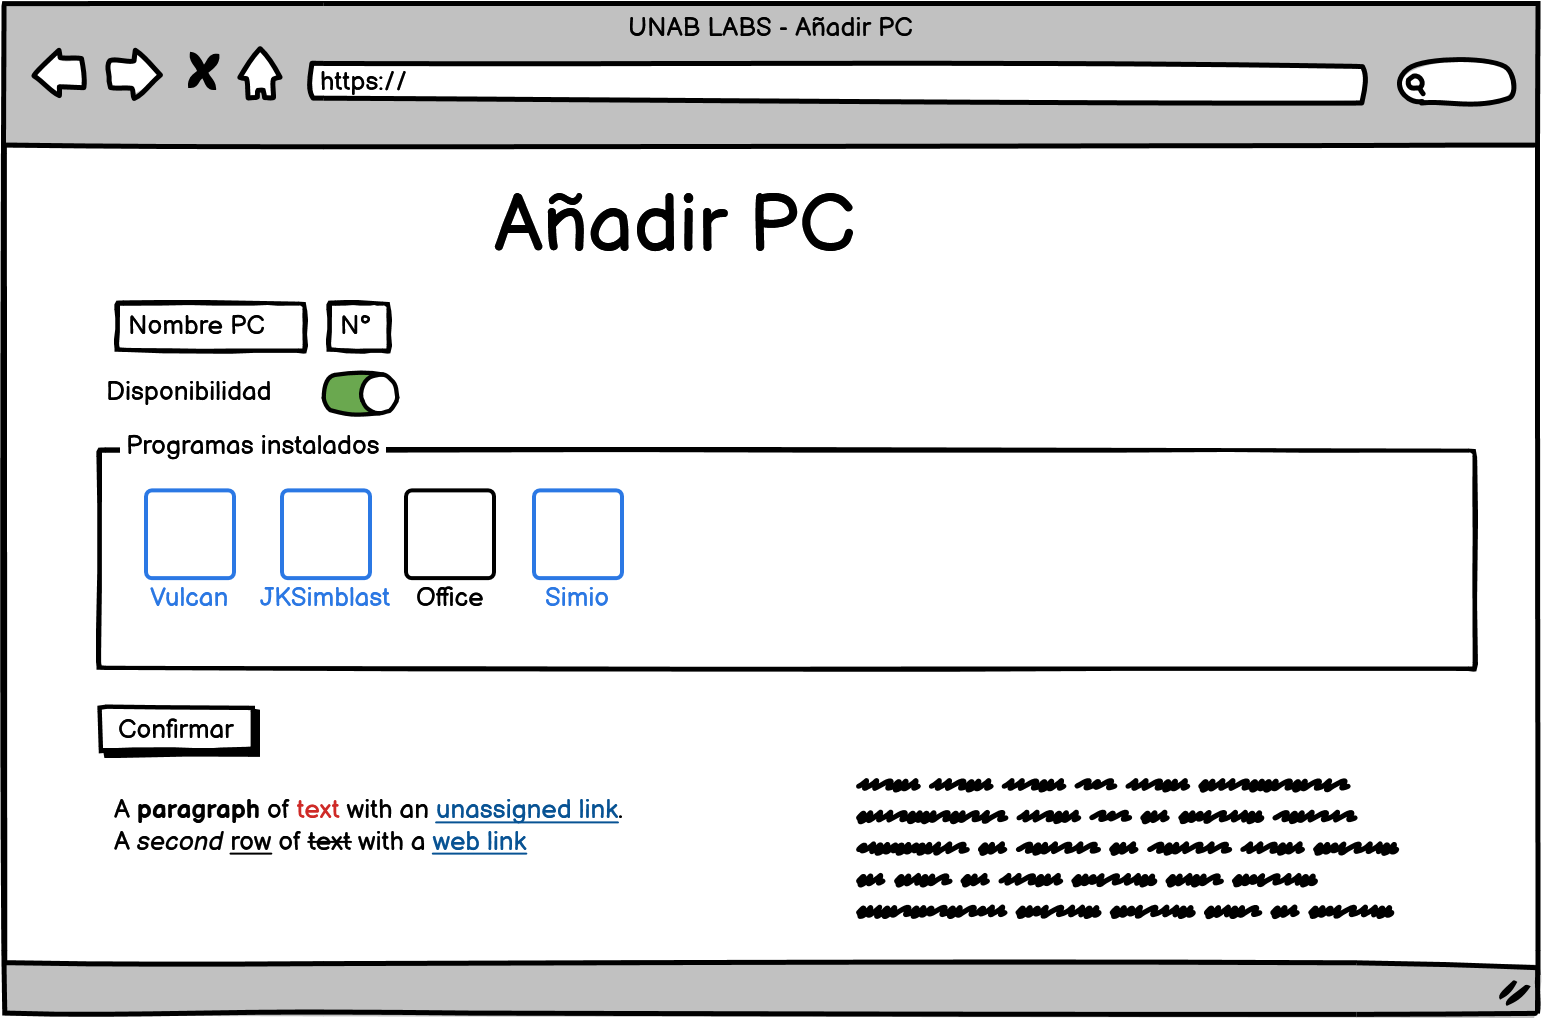 UNAB LABS - Añadir PC
https://
Añadir PC
Nombre PC
N°
Disponibilidad
Programas instalados
Vulcan
JKSimblast
Office
Simio
Confirmar
A paragraph of text with an unassigned link.
A second row of text with a web link